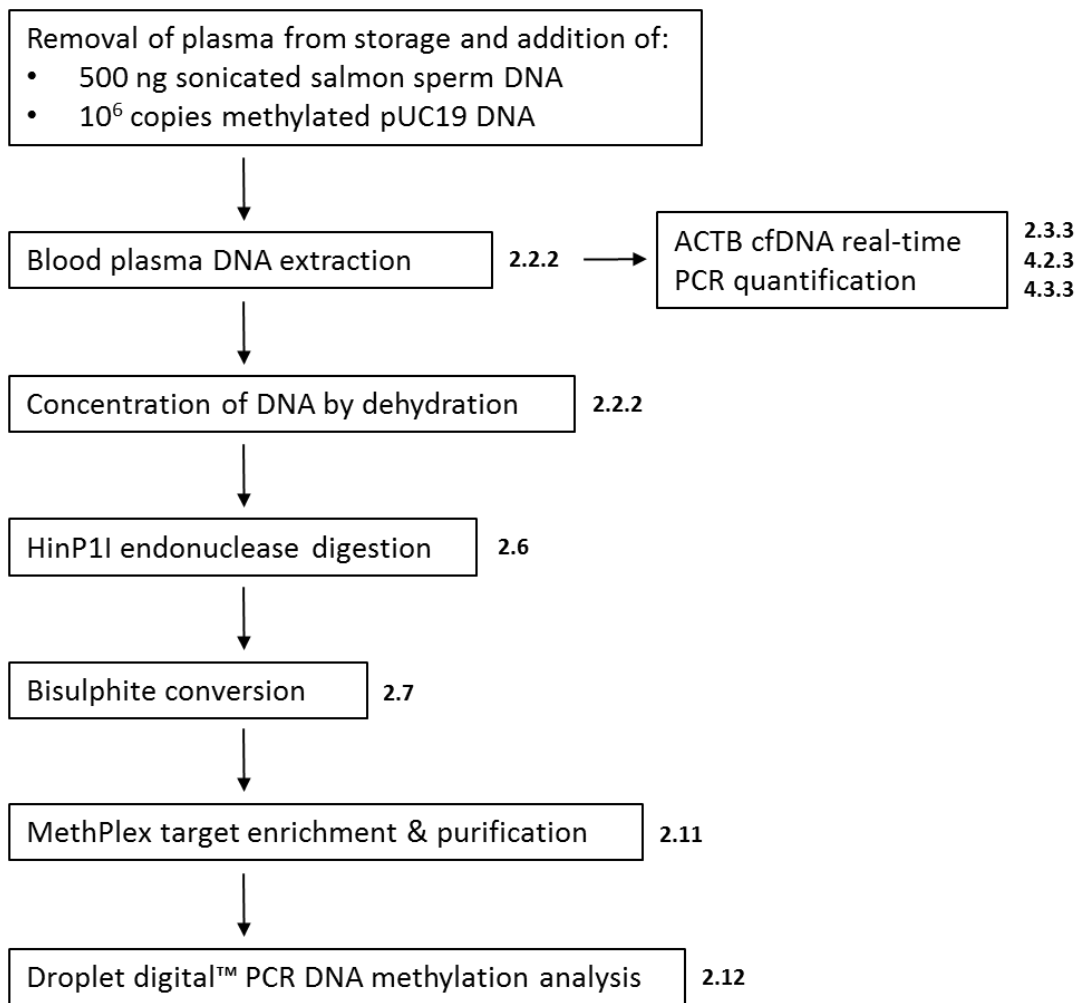 Removal of plasma from storage and addition of:
• 500 ng sonicated salmon sperm DNA
• 10⁶ copies methylated pUC19 DNA
Blood plasma DNA extraction
2.2.2
ACTB cfDNA real-time
PCR quantification
2.3.3
4.2.3
4.3.3
Concentration of DNA by dehydration
2.2.2
HinP1I endonuclease digestion
2.6
Bisulphite conversion
2.7
MethPlex target enrichment & purification
2.11
Droplet digital™ PCR DNA methylation analysis
2.12